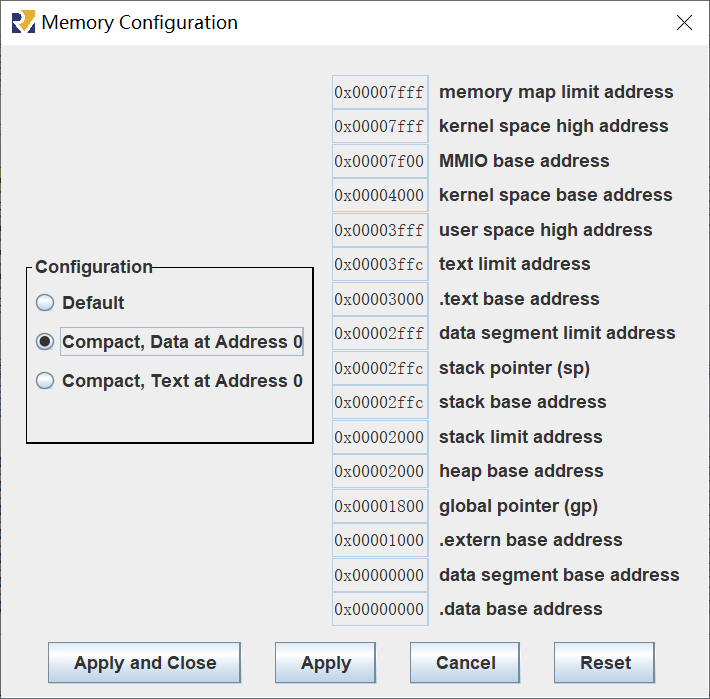 Memory Configuration
0x00007fff memory map limit address
0x00007fff kernel space high address
0x00007f00 MMIO base address
0x00004000 kernel space base address
0x00003fff user space high address
0x00003ffc text limit address
0x00003000 .text base address
0x00002fff data segment limit address
0x00002ffc stack pointer (sp)
0x00002ffc stack base address
0x00002000 stack limit address
0x00002000 heap base address
0x00001800 global pointer (gp)
0x00001000 .extern base address
0x00000000 data segment base address
0x00000000 .data base address
Configuration
Default
Compact, Data at Address 0
Compact, Text at Address 0
Apply and Close Apply Cancel Reset